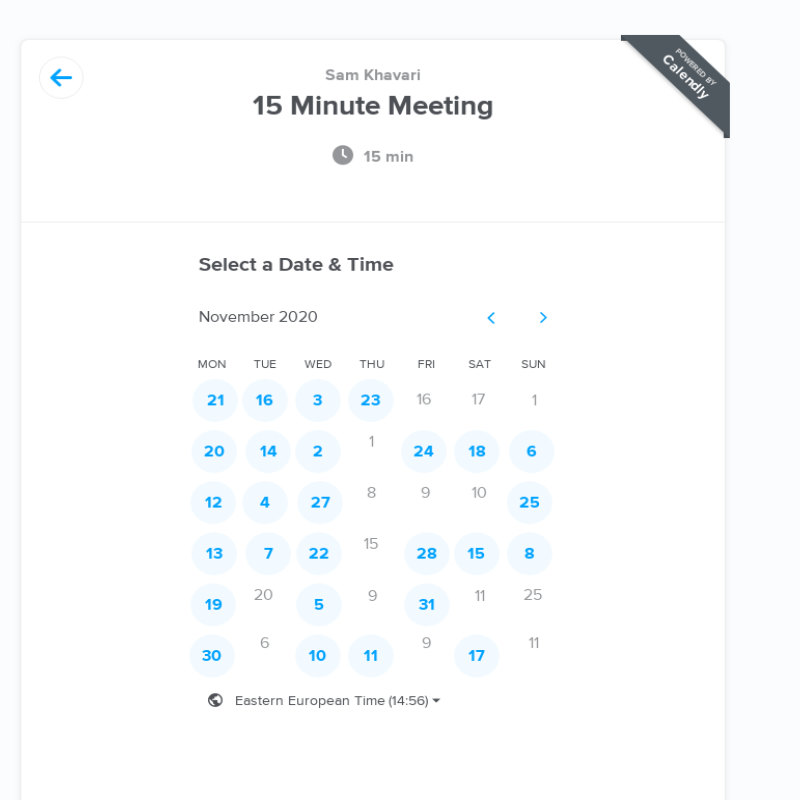 POWERED BY
Calendly
Sam Khavari
15 Minute Meeting
15 min
Select a Date & Time
November 2020
MON TUE WED THU FRI SAT SUN
21 16 3 23 16 17 1
20 14 2 1 24 18 6
12 4 27 8 9 10 25
13 7 22 15 28 15 8
19 20 5 9 31 11 25
30 6 10 11 9 17 11
Eastern European Time (14:56)